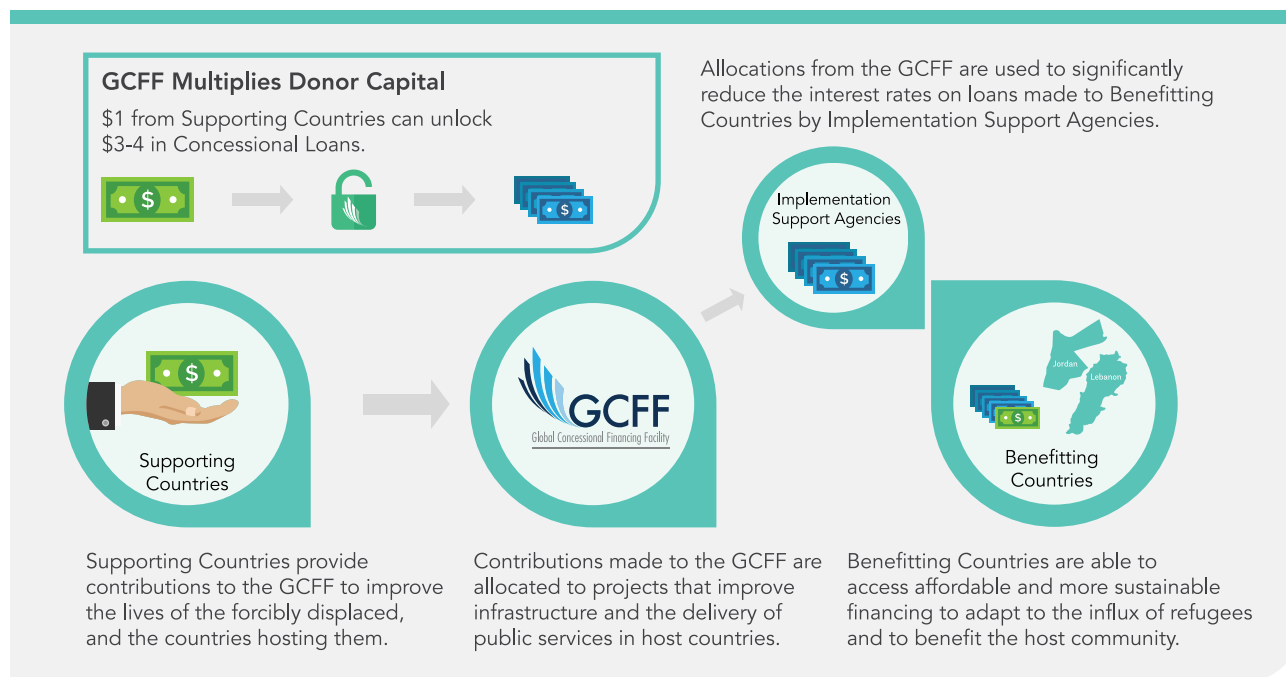 GCFF Multiplies Donor Capital
$1 from Supporting Countries can unlock
$3-4 in Concessional Loans.
$
$
Allocations from the GCFF are used to significantly
reduce the interest rates on loans made to Benefitting
Countries by Implementation Support Agencies.
Implementation
Support Agencies
$
$
Supporting
Countries
GCFF
Global Concessional Financing Facility
Jordan
Lebanon
$
Benefitting
Countries
Supporting Countries provide
contributions to the GCFF to improve
the lives of the forcibly displaced,
and the countries hosting them.
Contributions made to the GCFF are
allocated to projects that improve
infrastructure and the delivery of
public services in host countries.
Benefitting Countries are able to
access affordable and more sustainable
financing to adapt to the influx of refugees
and to benefit the host community.